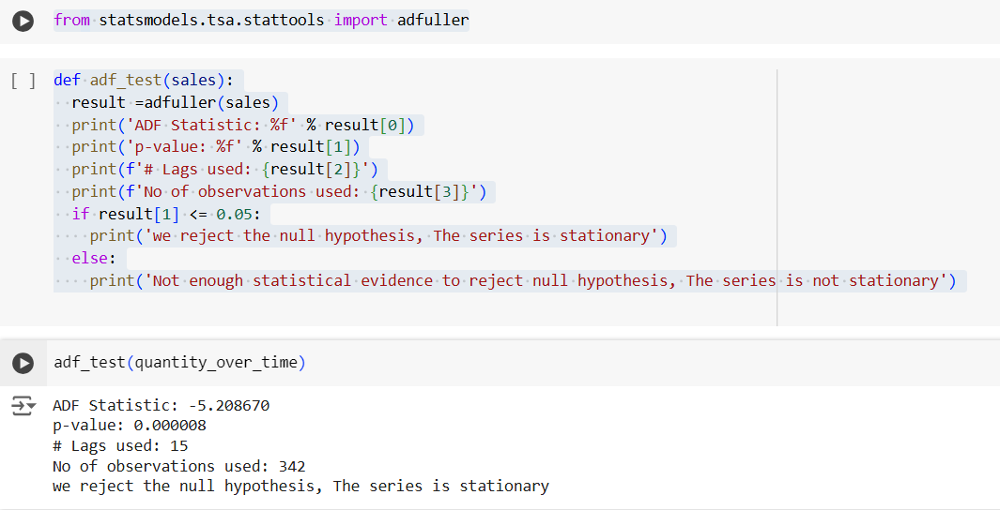 from statsmodels.tsa.stattools import adfuller
[ ] def adf_test(sales):
  result =adfuller(sales)
  print('ADF Statistic: %f' % result[0])
  print('p-value: %f' % result[1])
  print(f'# Lags used: {result[2]}')
  print(f'No of observations used: {result[3]}')
  if result[1] <= 0.05:
    print('we reject the null hypothesis, The series is stationary')
  else:
    print('Not enough statistical evidence to reject null hypothesis, The series is not stationary')
adf_test(quantity_over_time)
ADF Statistic: -5.208670
p-value: 0.000008
# Lags used: 15
No of observations used: 342
we reject the null hypothesis, The series is stationary